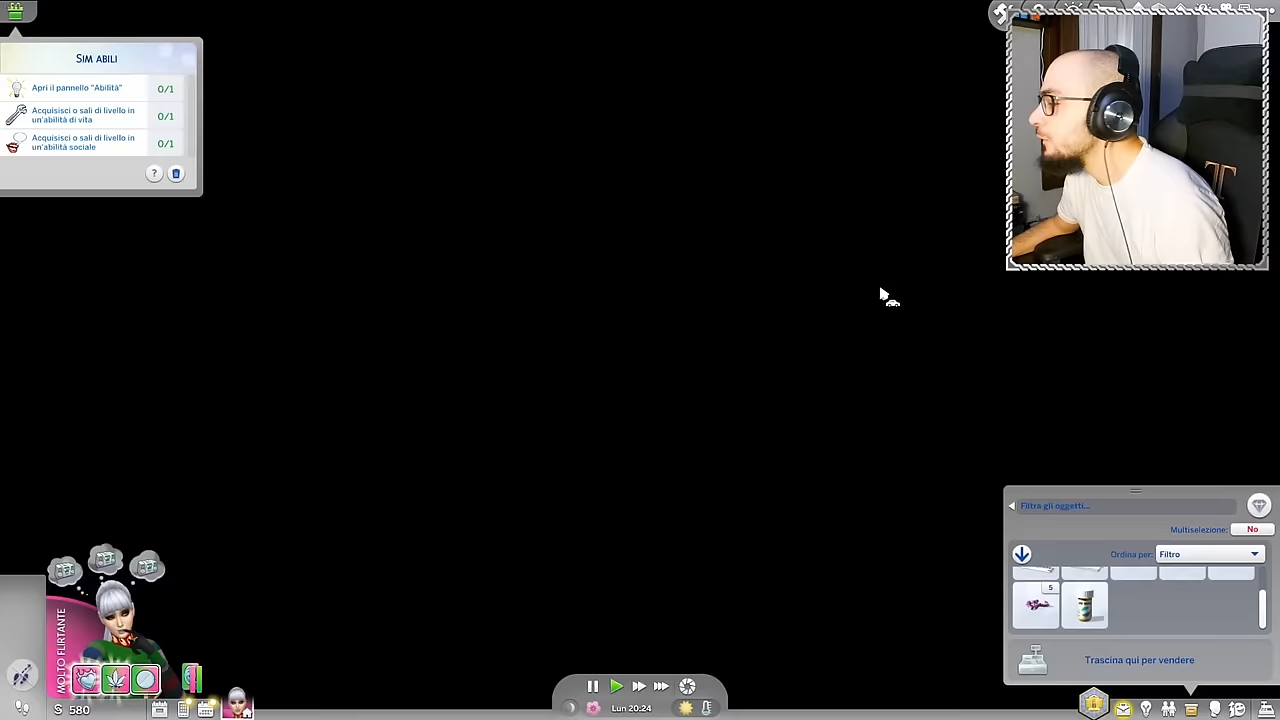 SIM ABILI
Apri il pannello "Abilità"
0/1
Acquisisci o sali di livello in
un'abilità di vita
0/1
Acquisisci o sali di livello in
un'abilità sociale
0/1
?
Filtra gli oggetti...
Multiselezione: No
Ordina per: Filtro
5
Trascina qui per vendere
MOLTO FLIRTANTE
§ 580
Lun 20:24